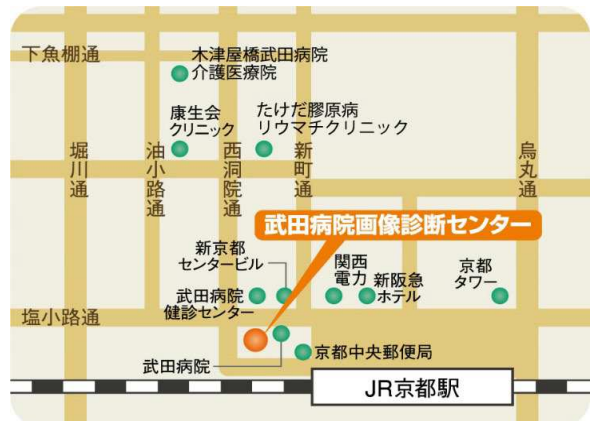 下魚棚通
木津屋橋武田病院
介護医療院
康生会
クリニック
たけだ膠原病
リウマチクリニック
堀川通
油小路通
西洞院通
新町通
烏丸通
武田病院画像診断センター
新京都
センタービル
関西
電力
新阪急
ホテル
京都
タワー
武田病院
健診センター
塩小路通
武田病院
京都中央郵便局
JR京都駅